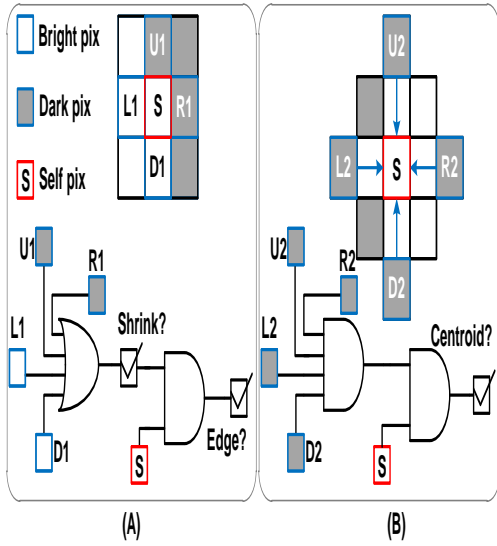 Bright pix
Dark pix
S Self pix
U1
L1 S R1
D1
U1
R1
L1
Shrink?
D1
S
Edge?
(A)
U2
L2 S R2
D2
U2
R2
L2
Centroid?
D2
S
(B)